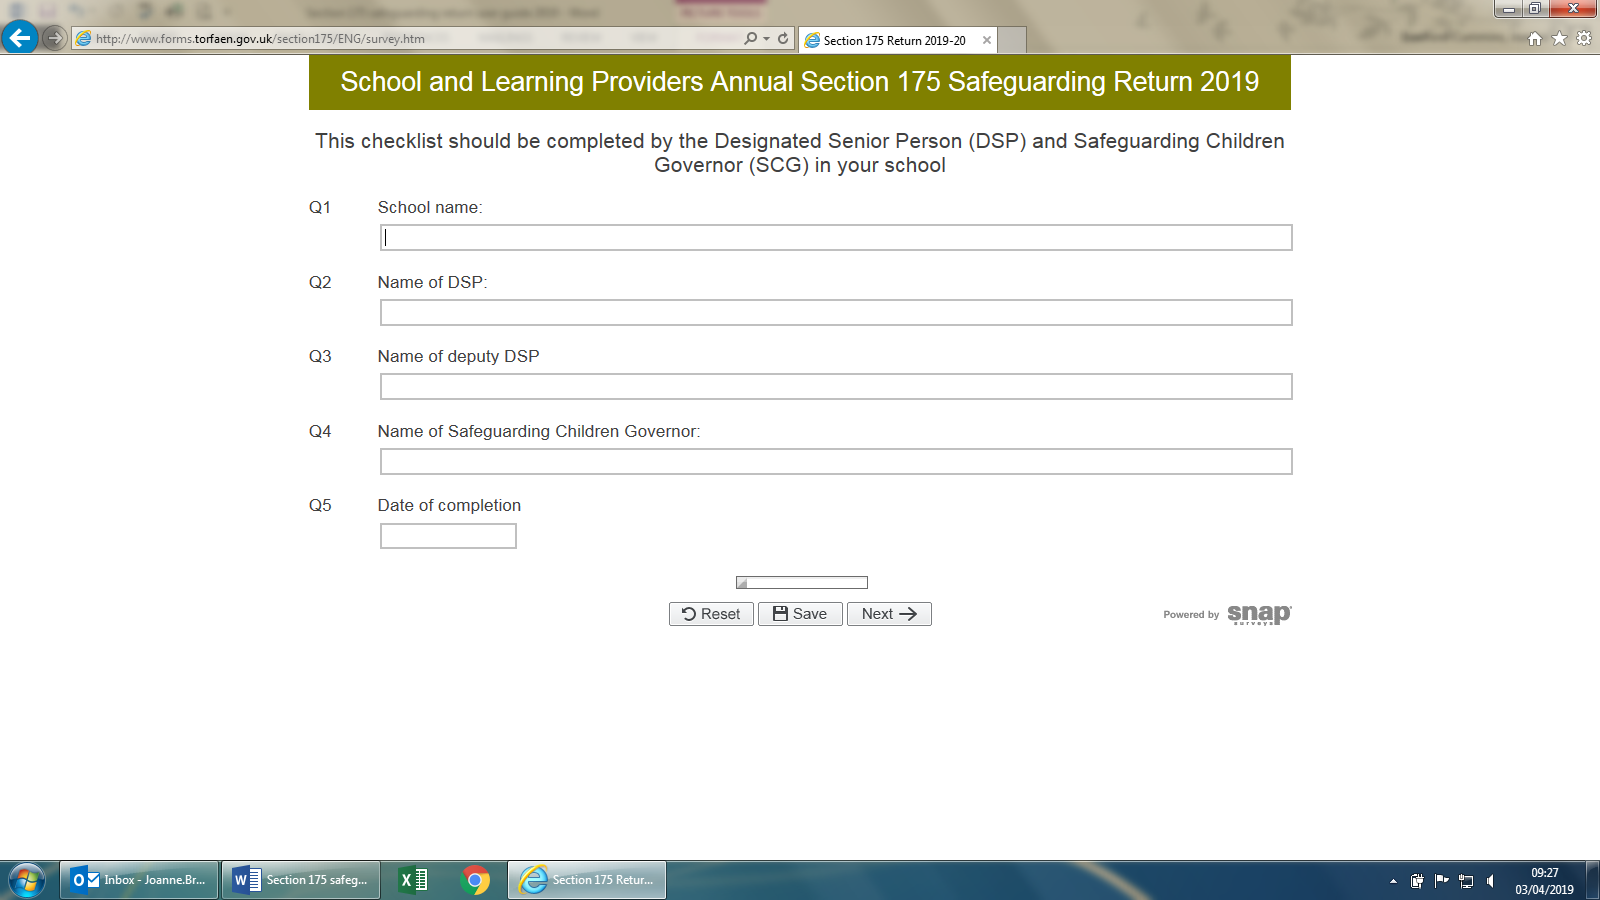 http://www.forms.torfaen.gov.uk/section175/ENG/survey.htm
Section 175 Return 2019-20
School and Learning Providers Annual Section 175 Safeguarding Return 2019
This checklist should be completed by the Designated Senior Person (DSP) and Safeguarding Children
Governor (SCG) in your school
Q1 School name:
Q2 Name of DSP:
Q3 Name of deputy DSP
Q4 Name of Safeguarding Children Governor:
Q5 Date of completion
Reset Save Next
Powered by snap
surveys
Inbox - Joanne.Br... Section 175 safeg... Section 175 Retur...
09:27
03/04/2019